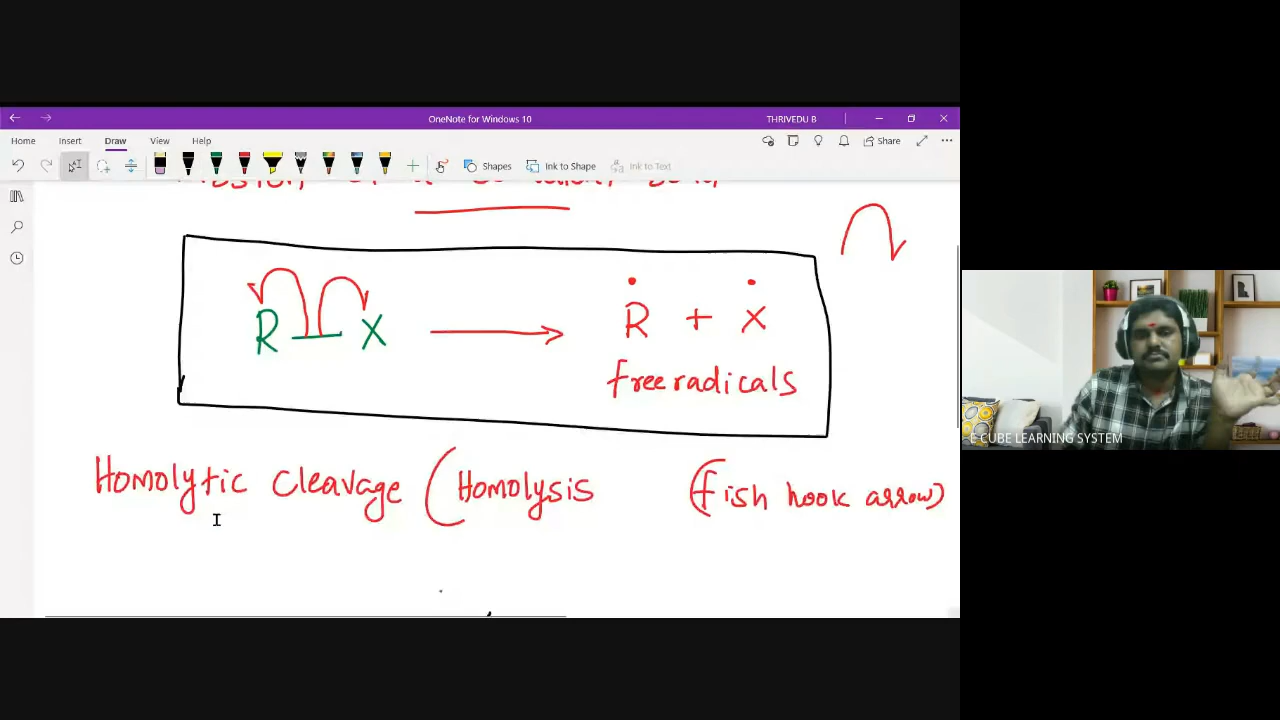 OneNote for Windows 10
THRIVEDU B
Home Insert Draw View Help
Share
Shapes Ink to Shape Ink to Text
R — X → Ṙ + Ẋ
free radicals
Homolytic Cleavage (Homolysis (fish hook arrow)
E CUBE LEARNING SYSTEM